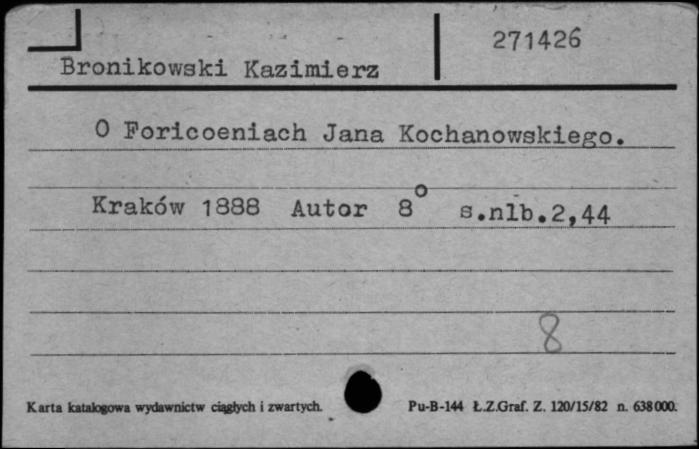 271426
Bronikowski Kazimierz
O Foricoeniach Jana Kochanowskiego.
Kraków 1888 Autor 8° s.nlb.2,44
8
Karta katalogowa wydawnictw ciągłych i zwartych. Pu-B-144 Ł.Z.Graf. Z. 120/15/82 n. 638000.